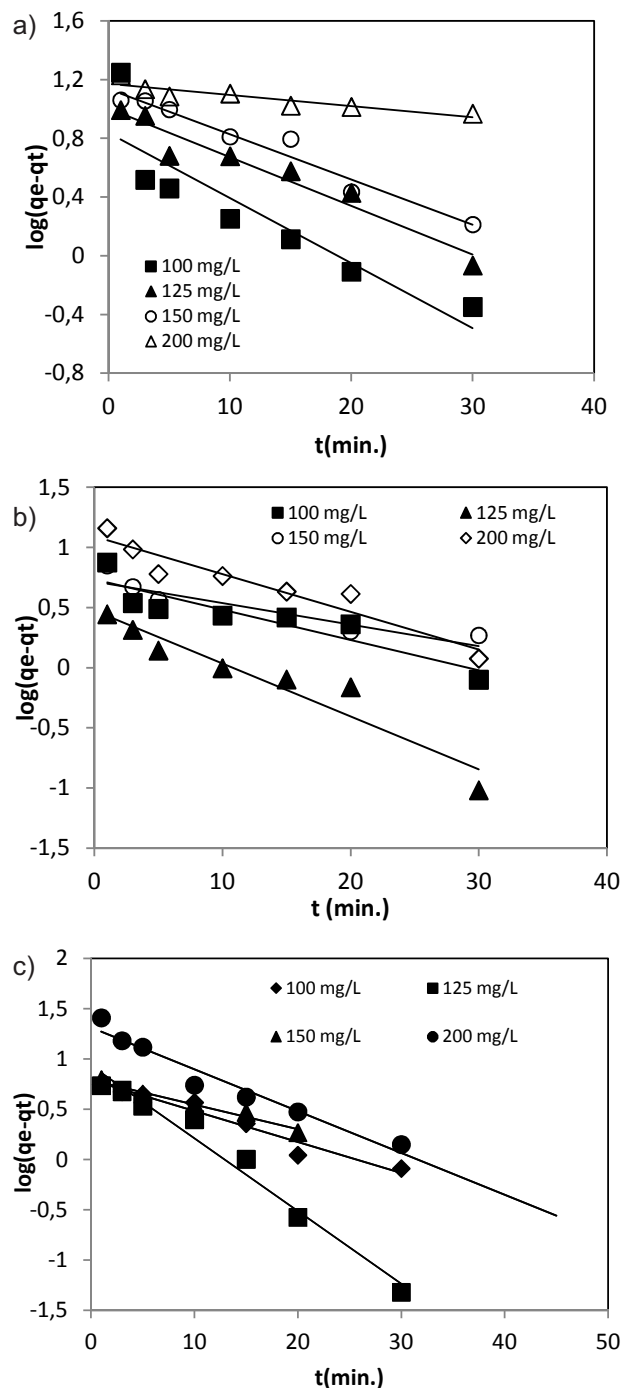 a)
1,6
1,2
0,8
0,4
0
-0,4
-0,8
log(qe-qt)
100 mg/L
125 mg/L
150 mg/L
200 mg/L
0 10 20 30 40
t(min.)
b)
1,5
1
0,5
0
-0,5
-1
-1,5
log(qe-qt)
100 mg/L 125 mg/L
150 mg/L 200 mg/L
0 10 20 30 40
t (min.)
c)
2
1,5
1
0,5
0
-0,5
-1
-1,5
log(qe-qt)
100 mg/L 125 mg/L
150 mg/L 200 mg/L
0 10 20 30 40 50
t(min.)